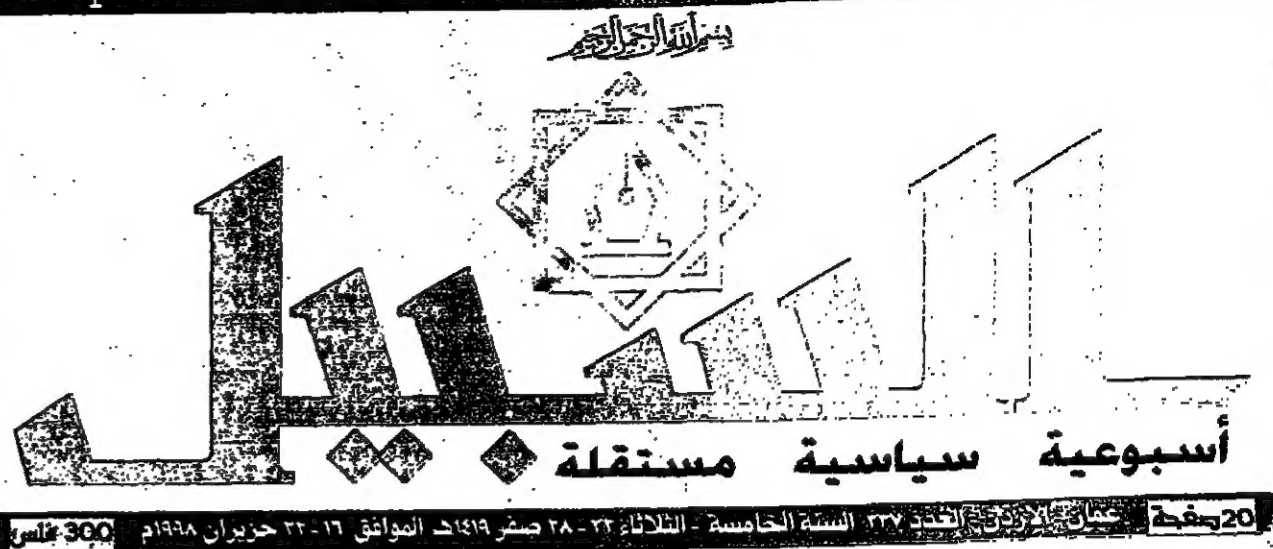 بسم الله الرحمن الرحيم
السبيل
أسبوعية سياسية مستقلة
20 صفحة عمان - الأردن - العدد ٢٣٧ السنة الخامسة - الثلاثاء ٢٢ - ٢٨ صفر ١٤١٩هـ الموافق ١٦ - ٢٢ حزيران ١٩٩٨م 300 فلس